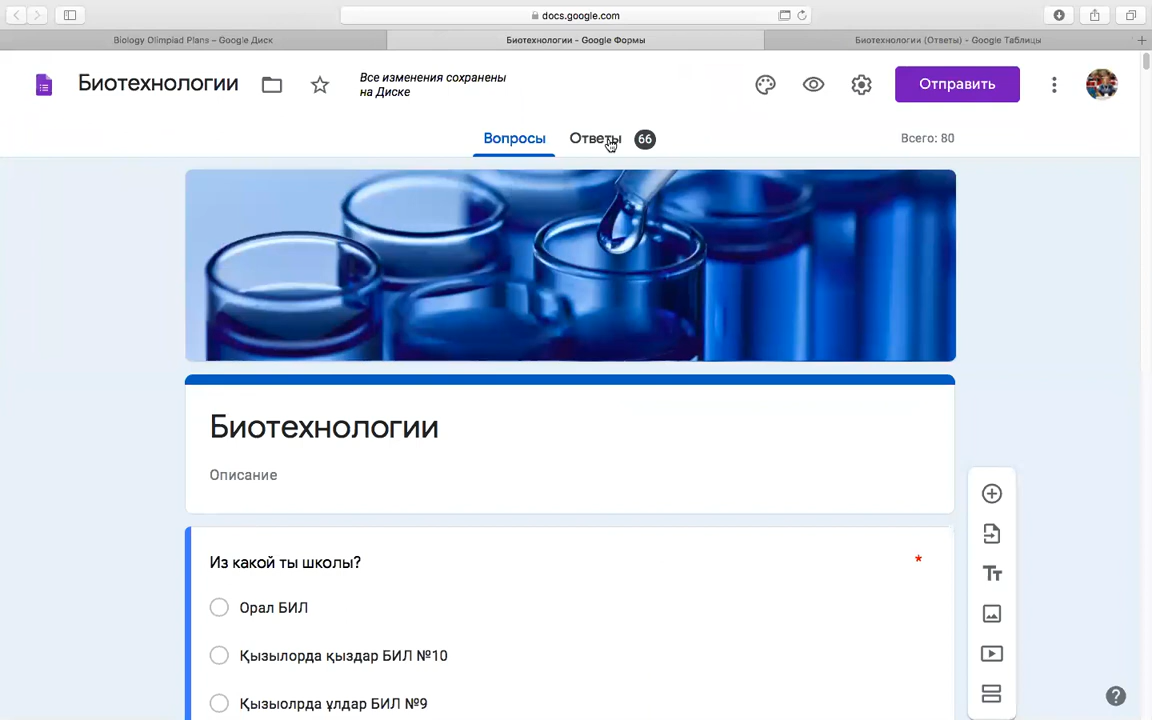 docs.google.com
Biology Olimpiad Plans – Google Диск
Биотехнологии - Google Формы
Биотехнологии (Ответы) - Google Таблицы
Биотехнологии
Все изменения сохранены
на Диске
Отправить
Вопросы
Ответы 66
Всего: 80
Биотехнологии
Описание
Из какой ты школы? *
Орал БИЛ
Қызылорда қыздар БИЛ №10
Қызыолрда ұлдар БИЛ №9
Тт